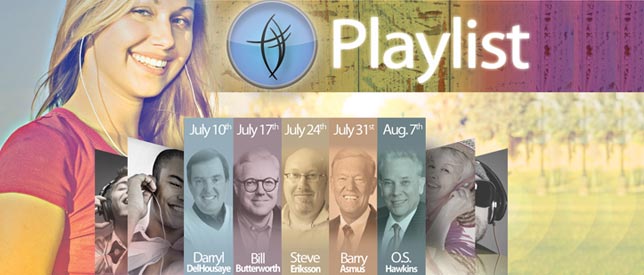 Playlist
July 10th
July 17th
July 24th
July 31st
Aug. 7th
Darryl
DelHousaye
Bill
Butterworth
Steve
Eriksson
Barry
Asmus
O.S.
Hawkins